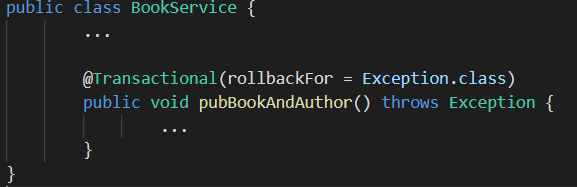 public class BookService {
...
@Transactional(rollbackFor = Exception.class)
public void pubBookAndAuthor() throws Exception {
...
}
}